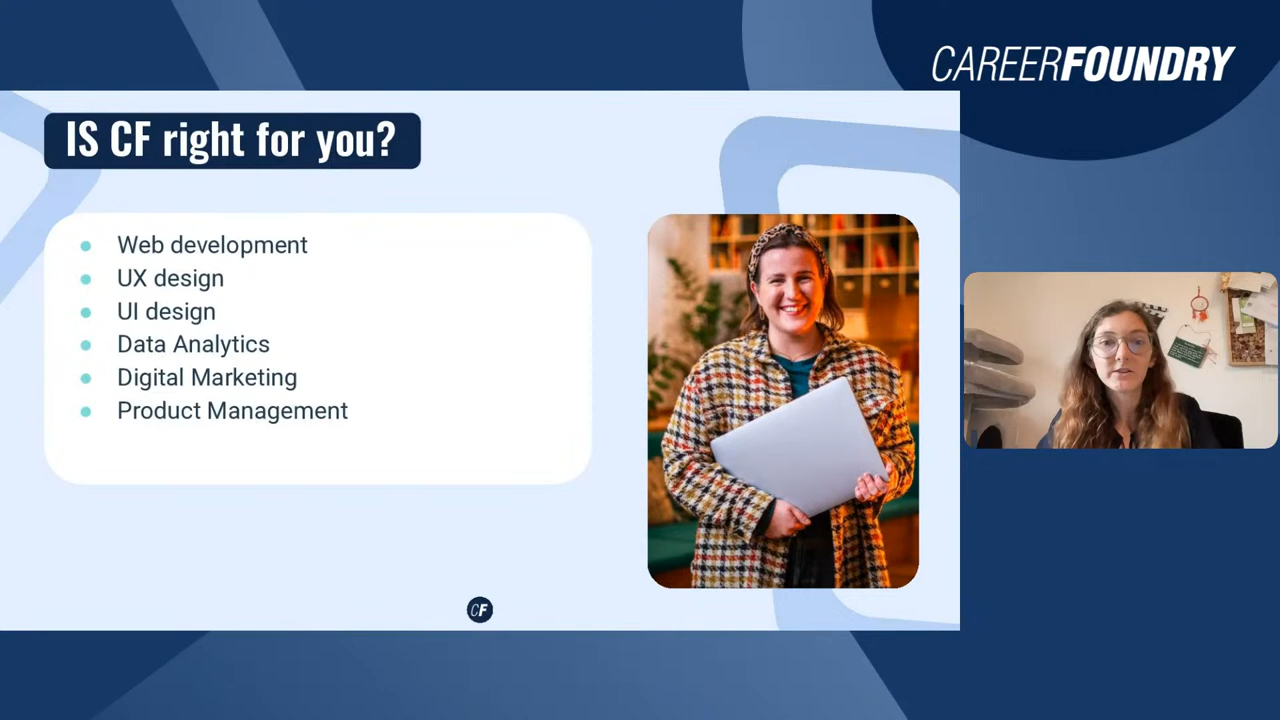 CAREERFOUNDRY
IS CF right for you?
Web development
UX design
UI design
Data Analytics
Digital Marketing
Product Management
CF